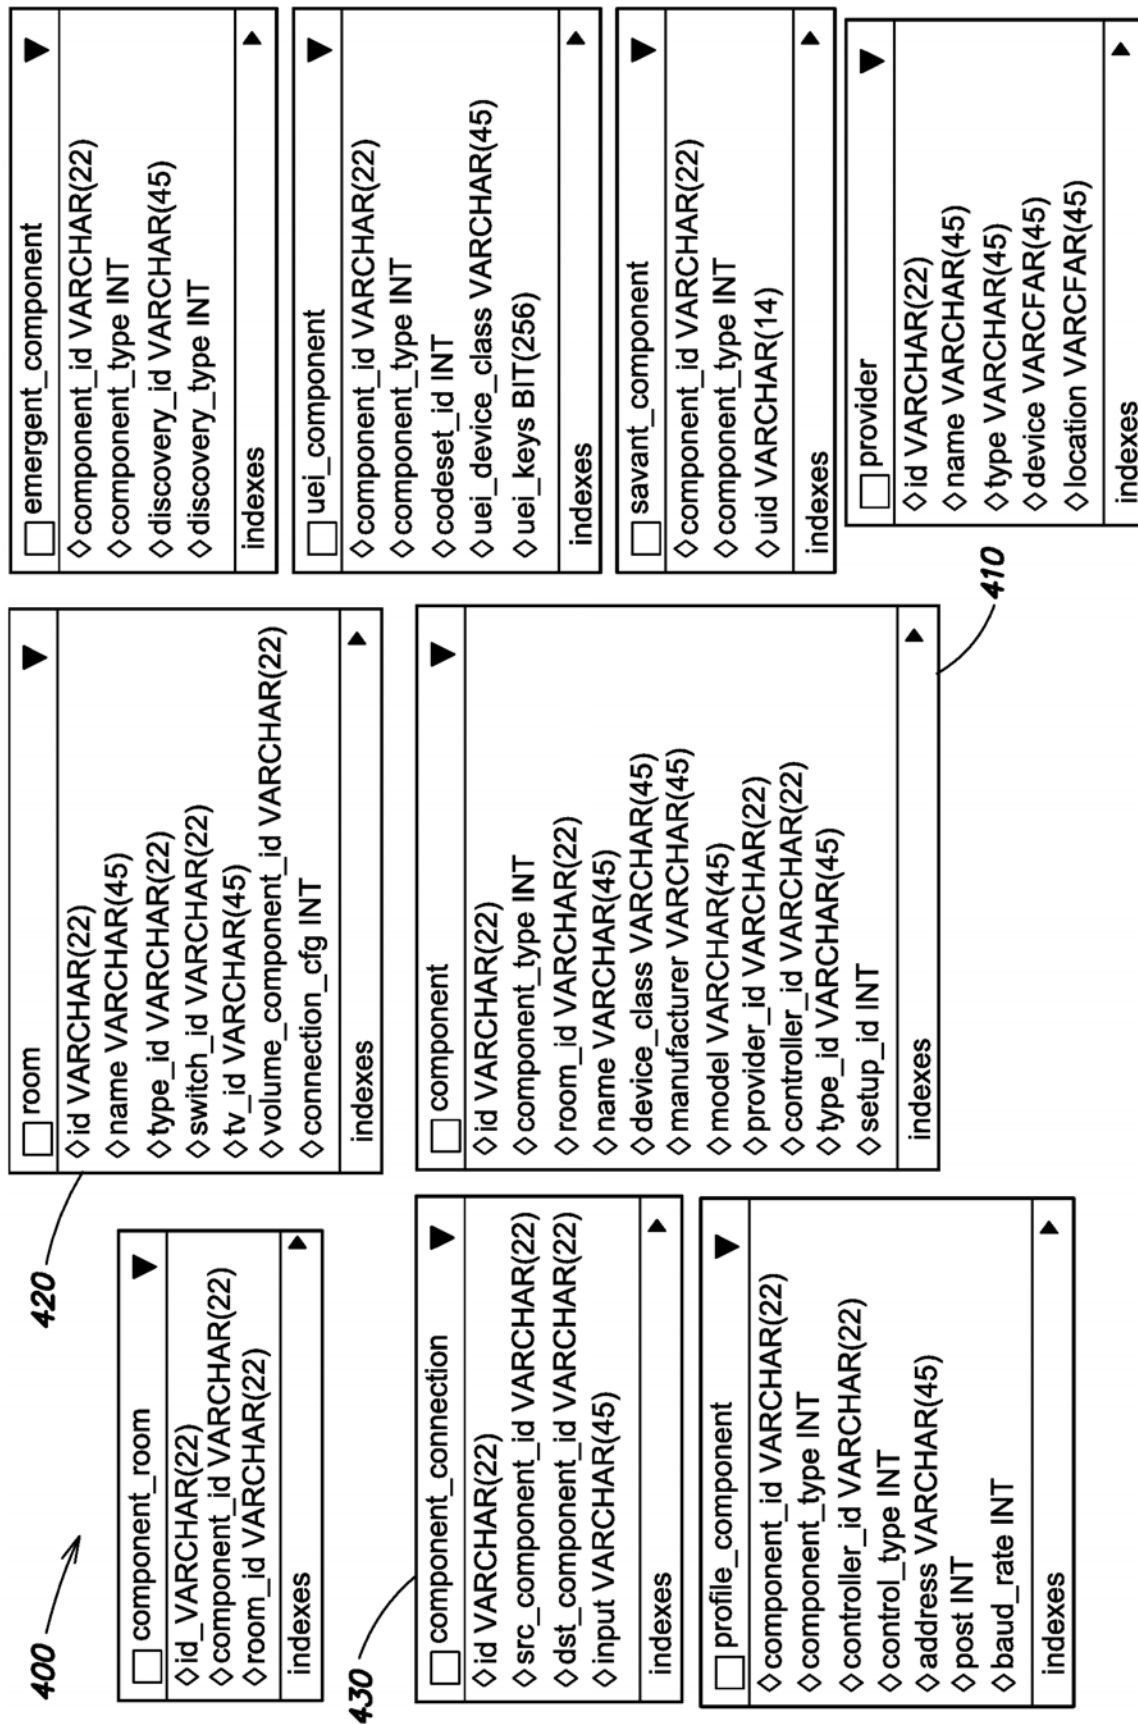 400
component_room
id_VARCHAR(22)
component_id VARCHAR(22)
room_id VARCHAR(22)
indexes
420
room
id VARCHAR(22)
name VARCHAR(45)
type_id VARCHAR(22)
switch_id VARCHAR(22)
tv_id VARCHAR(45)
volume_component_id VARCHAR(22)
connection_cfg INT
indexes
emergent_component
component_id VARCHAR(22)
component_type INT
discovery_id VARCHAR(45)
discovery_type INT
indexes
uei_component
component_id VARCHAR(22)
component_type INT
codeset_id INT
uei_device_class VARCHAR(45)
uei_keys BIT(256)
indexes
430
component_connection
id VARCHAR(22)
src_component_id VARCHAR(22)
dst_component_id VARCHAR(22)
input VARCHAR(45)
indexes
component
id VARCHAR(22)
component_type INT
room_id VARCHAR(22)
name VARCHAR(45)
device_class VARCHAR(45)
manufacturer VARCHAR(45)
model VARCHAR(45)
provider_id VARCHAR(22)
controller_id VARCHAR(22)
type_id VARCHAR(45)
setup_id INT
indexes
410
savant_component
component_id VARCHAR(22)
component_type INT
uid VARCHAR(14)
indexes
profile_component
component_id VARCHAR(22)
component_type INT
controller_id VARCHAR(22)
control_type INT
address VARCHAR(45)
post INT
baud_rate INT
indexes
provider
id VARCHAR(22)
name VARCHAR(45)
type VARCHAR(45)
device VARCFAR(45)
location VARCFAR(45)
indexes